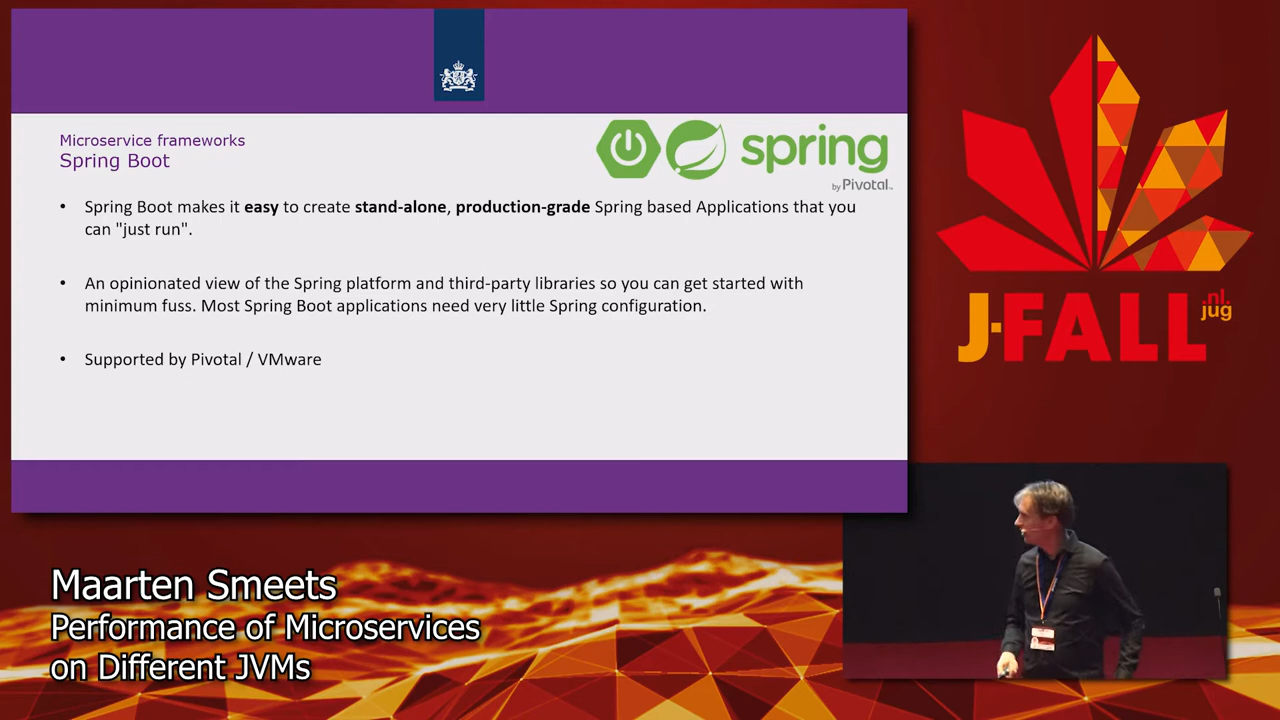 Microservice frameworks
Spring Boot
spring
by Pivotal™
• Spring Boot makes it easy to create stand-alone, production-grade Spring based Applications that you
can "just run".
• An opinionated view of the Spring platform and third-party libraries so you can get started with
minimum fuss. Most Spring Boot applications need very little Spring configuration.
• Supported by Pivotal / VMware
J-FALL
nl.
jug
Maarten Smeets
Performance of Microservices
on Different JVMs